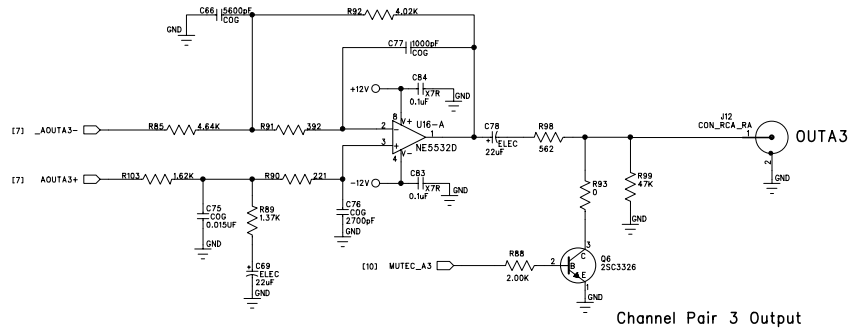 C66 5600pF
COG
GND
R92 4.02K
C77 1000pF
COG
C84
+12V
X7R
0.1uF
GND
8 V+
U16-A
[7] _AOUTA3-
R85 4.64K
R91 392
2 -
3 +
1
NE5532D
4 V-
C78
+ ELEC
22uF
R98
562
J12
CON_RCA_RA
1
OUTA3
2
GND
[7] AOUTA3+
R103 1.62K
R90 221
-12V
C83
X7R
0.1uF
GND
R93
0
R99
47K
GND
C75
COG
0.015UF
GND
R89
1.37K
C76
COG
2700pF
GND
+ C69
ELEC
22uF
GND
[10] MUTEC_A3
R88
2.00K
3
C
2 B
E
1
Q6
2SC3326
GND
Channel Pair 3 Output